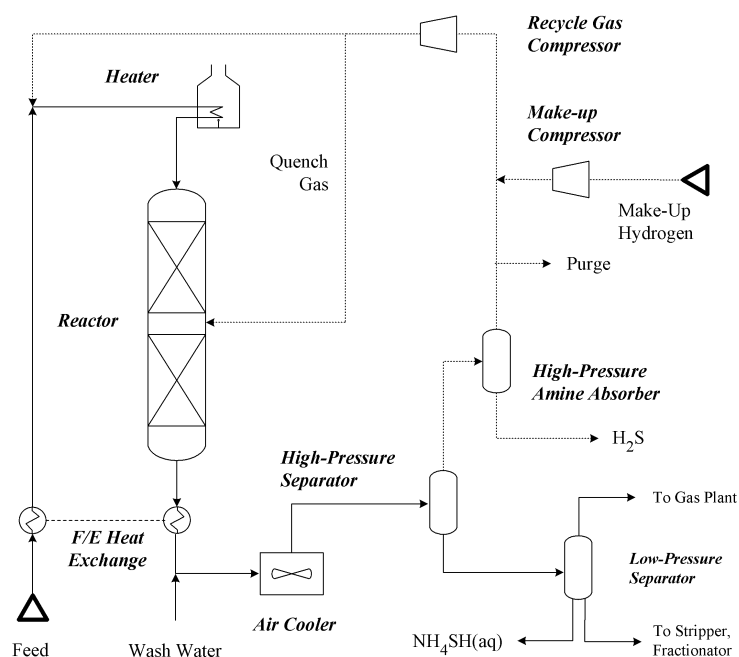 Recycle Gas
Compressor
Heater
Make-up
Compressor
Quench
Gas
Make-Up
Hydrogen
Purge
Reactor
High-Pressure
Amine Absorber
H2S
High-Pressure
Separator
To Gas Plant
F/E Heat
Exchange
Low-Pressure
Separator
Air Cooler
NH4SH(aq)
To Stripper,
Fractionator
Feed
Wash Water